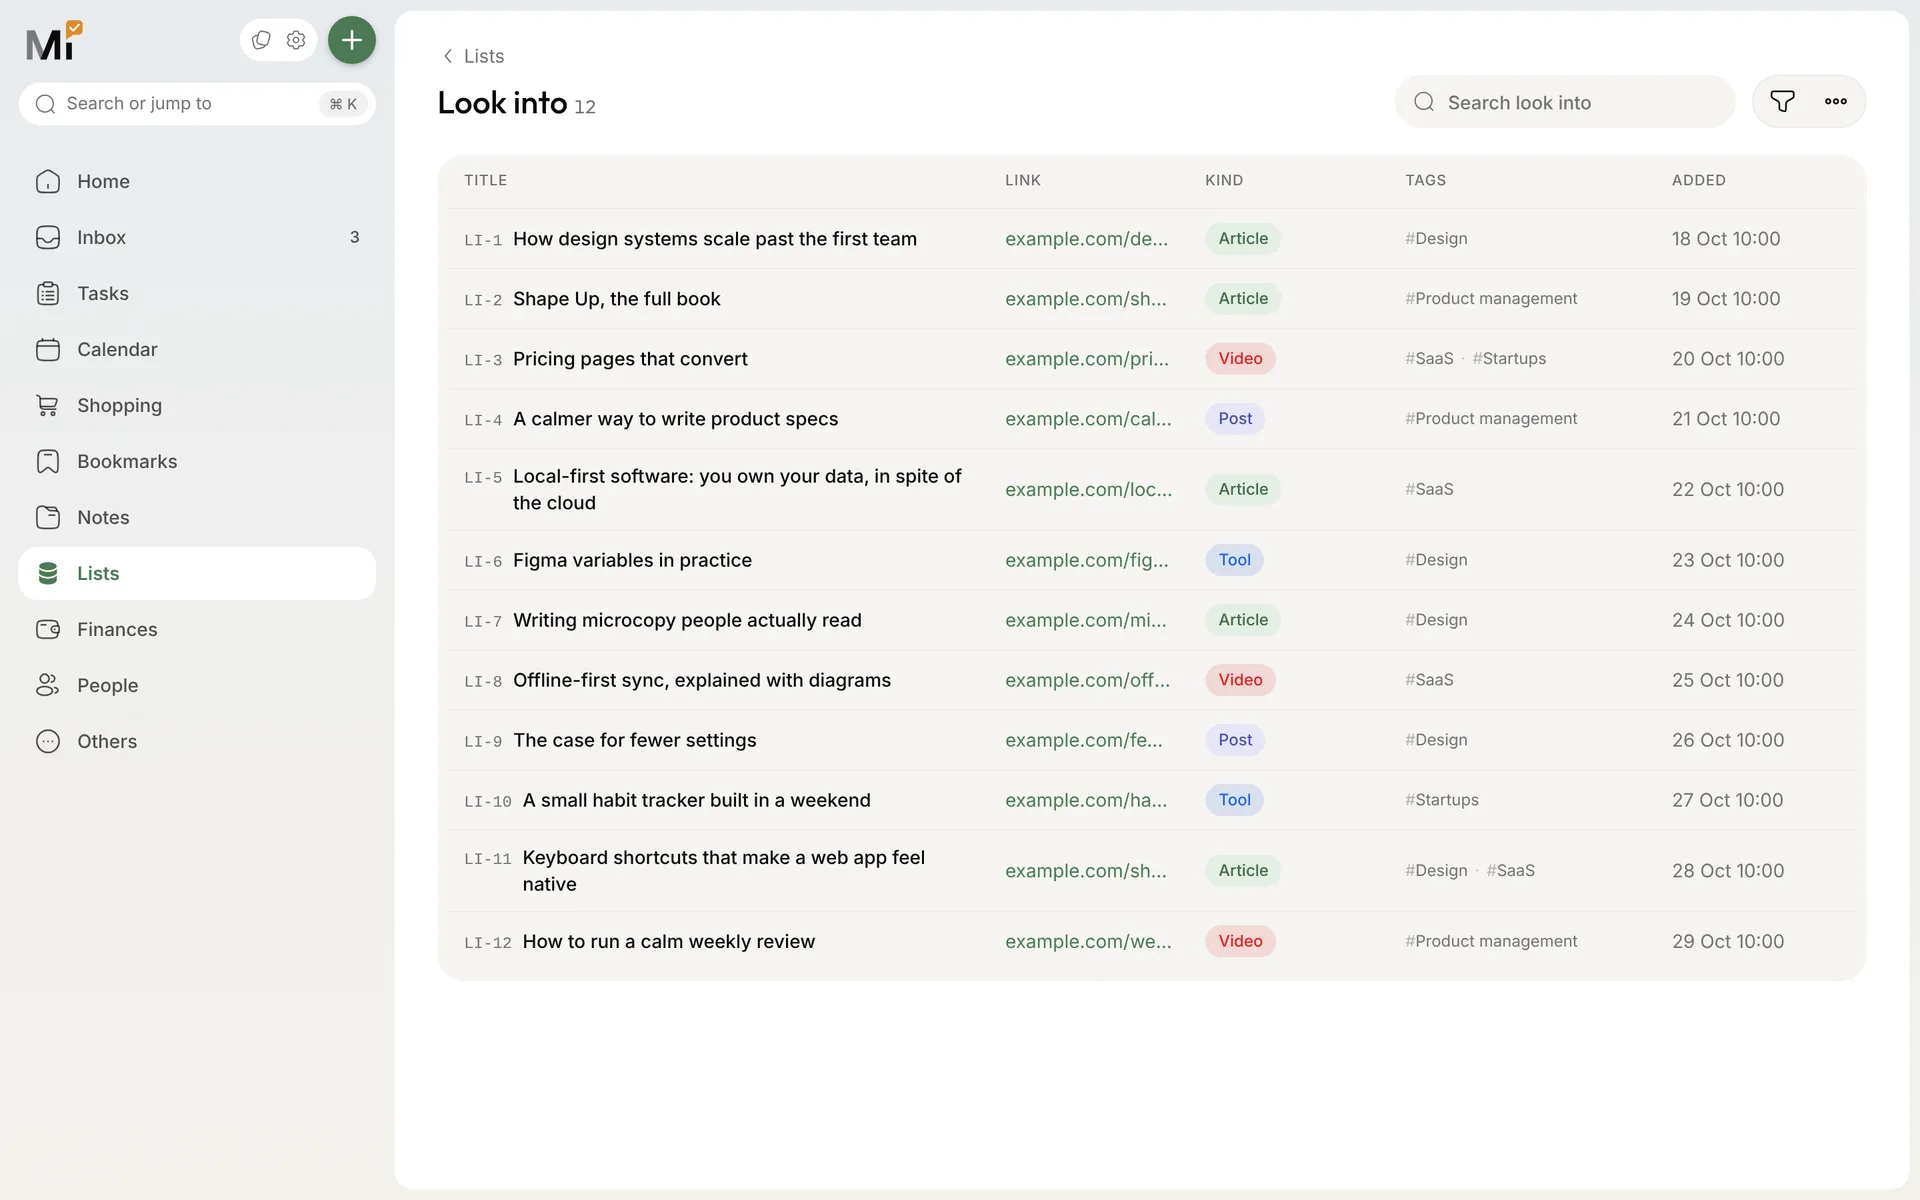 Mi
Search or jump to ⌘ K
Home
Inbox 3
Tasks
Calendar
Shopping
Bookmarks
Notes
Lists
Finances
People
Others
Lists
Look into 12
Search look into
TITLE LINK KIND TAGS ADDED
LI-1 How design systems scale past the first team example.com/de... Article #Design 18 Oct 10:00
LI-2 Shape Up, the full book example.com/sh... Article #Product management 19 Oct 10:00
LI-3 Pricing pages that convert example.com/pri... Video #SaaS · #Startups 20 Oct 10:00
LI-4 A calmer way to write product specs example.com/cal... Post #Product management 21 Oct 10:00
LI-5 Local-first software: you own your data, in spite of
the cloud example.com/loc... Article #SaaS 22 Oct 10:00
LI-6 Figma variables in practice example.com/fig... Tool #Design 23 Oct 10:00
LI-7 Writing microcopy people actually read example.com/mi... Article #Design 24 Oct 10:00
LI-8 Offline-first sync, explained with diagrams example.com/off... Video #SaaS 25 Oct 10:00
LI-9 The case for fewer settings example.com/fe... Post #Design 26 Oct 10:00
LI-10 A small habit tracker built in a weekend example.com/ha... Tool #Startups 27 Oct 10:00
LI-11 Keyboard shortcuts that make a web app feel
native example.com/sh... Article #Design · #SaaS 28 Oct 10:00
LI-12 How to run a calm weekly review example.com/we... Video #Product management 29 Oct 10:00